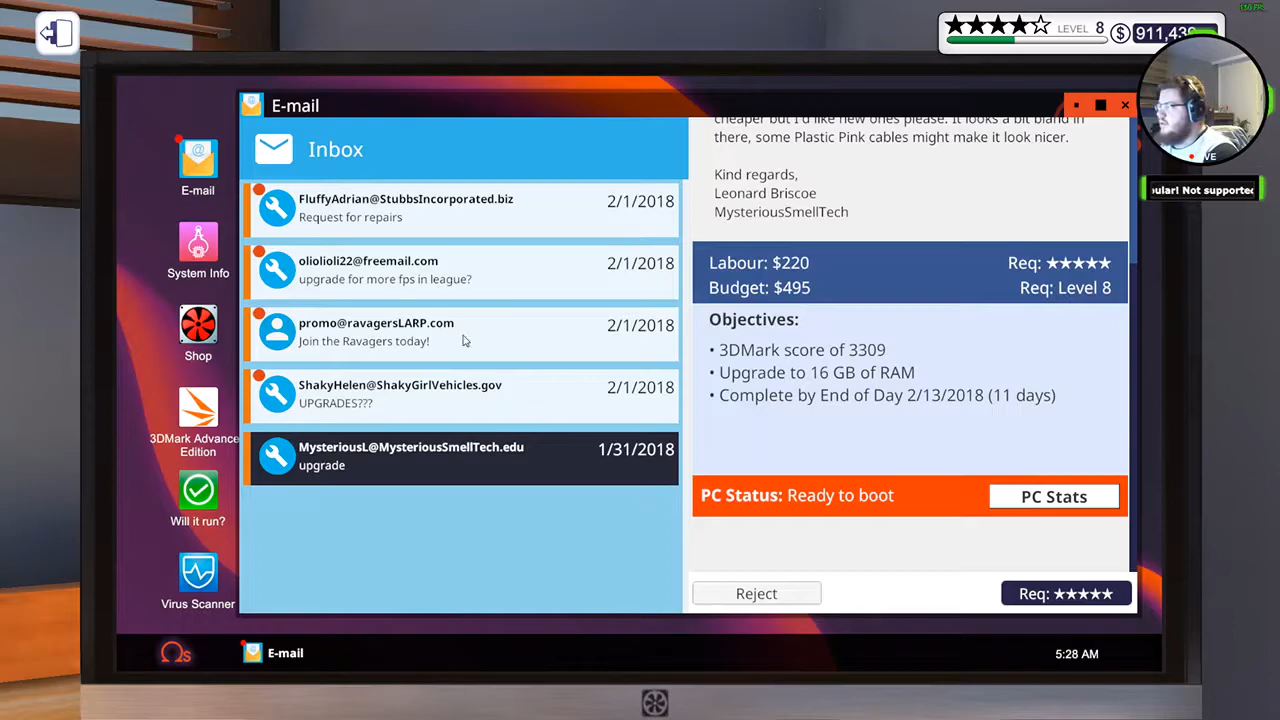 LEVEL 8
$ 911,439
E-mail
Inbox
FluffyAdrian@StubbsIncorporated.biz
2/1/2018
Request for repairs
oliolioli22@freemail.com
2/1/2018
upgrade for more fps in league?
promo@ravagersLARP.com
2/1/2018
Join the Ravagers today!
ShakyHelen@ShakyGirlVehicles.gov
2/1/2018
UPGRADES???
MysteriousL@MysteriousSmellTech.edu
1/31/2018
upgrade
cheaper but I'd like new ones please. It looks a bit bland in
there, some Plastic Pink cables might make it look nicer.
Kind regards,
Leonard Briscoe
MysteriousSmellTech
Labour: $220
Req: ★★★★★
Budget: $495
Req: Level 8
Objectives:
• 3DMark score of 3309
• Upgrade to 16 GB of RAM
• Complete by End of Day 2/13/2018 (11 days)
PC Status: Ready to boot
PC Stats
Reject
Req: ★★★★★
E-mail
System Info
Shop
3DMark Advance
Edition
Will it run?
Virus Scanner
Ωs
E-mail
5:28 AM
Not supported